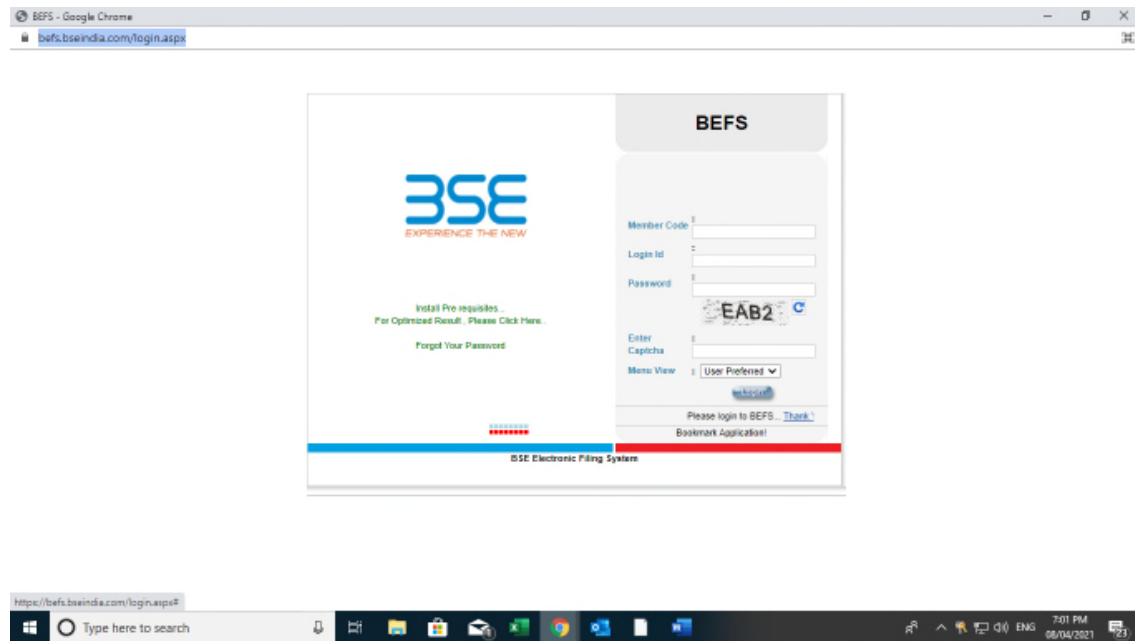 BEFS - Google Chrome
befs.bseindia.com/login.aspx
BEFS
BSE
EXPERIENCE THE NEW
Member Code :
Login Id :
Password :
Install Pre requisites...
For Optimized Result , Please Click Here..
Forgot Your Password
EAB2
Enter
Captcha :
Menu View : User Preferred
Please login to BEFS... Thank
Bookmark Application!
BSE Electronic Filing System
https://befs.bseindia.com/login.aspx#
Type here to search
ENG
7:01 PM
08/04/2021
23